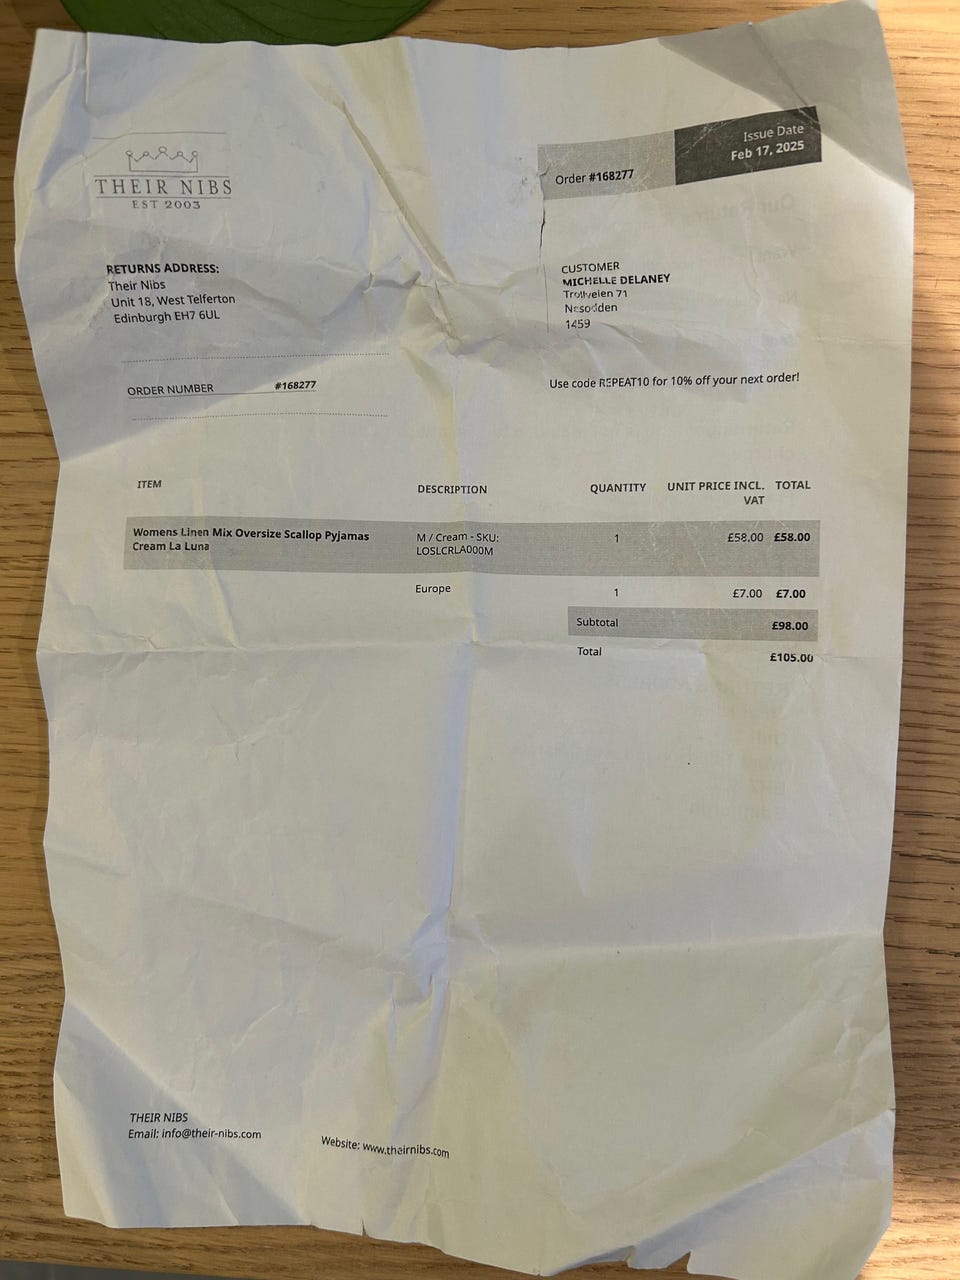 THEIR NIBS
EST 2003
Order #168277
Issue Date
Feb 17, 2025
RETURNS ADDRESS:
Their Nibs
Unit 18, West Telferton
Edinburgh EH7 6UL
CUSTOMER
MICHELLE DELANEY
Trollveien 71
Nesodden
1459
ORDER NUMBER #168277
Use code REPEAT10 for 10% off your next order!
ITEM DESCRIPTION QUANTITY UNIT PRICE INCL. VAT TOTAL
Womens Linen Mix Oversize Scallop Pyjamas
Cream La Luna
M / Cream - SKU:
LOSLCRLA000M
1 £58.00 £58.00
Europe 1 £7.00 £7.00
Subtotal £98.00
Total £105.00
THEIR NIBS
Email: info@their-nibs.com
Website: www.theirnibs.com